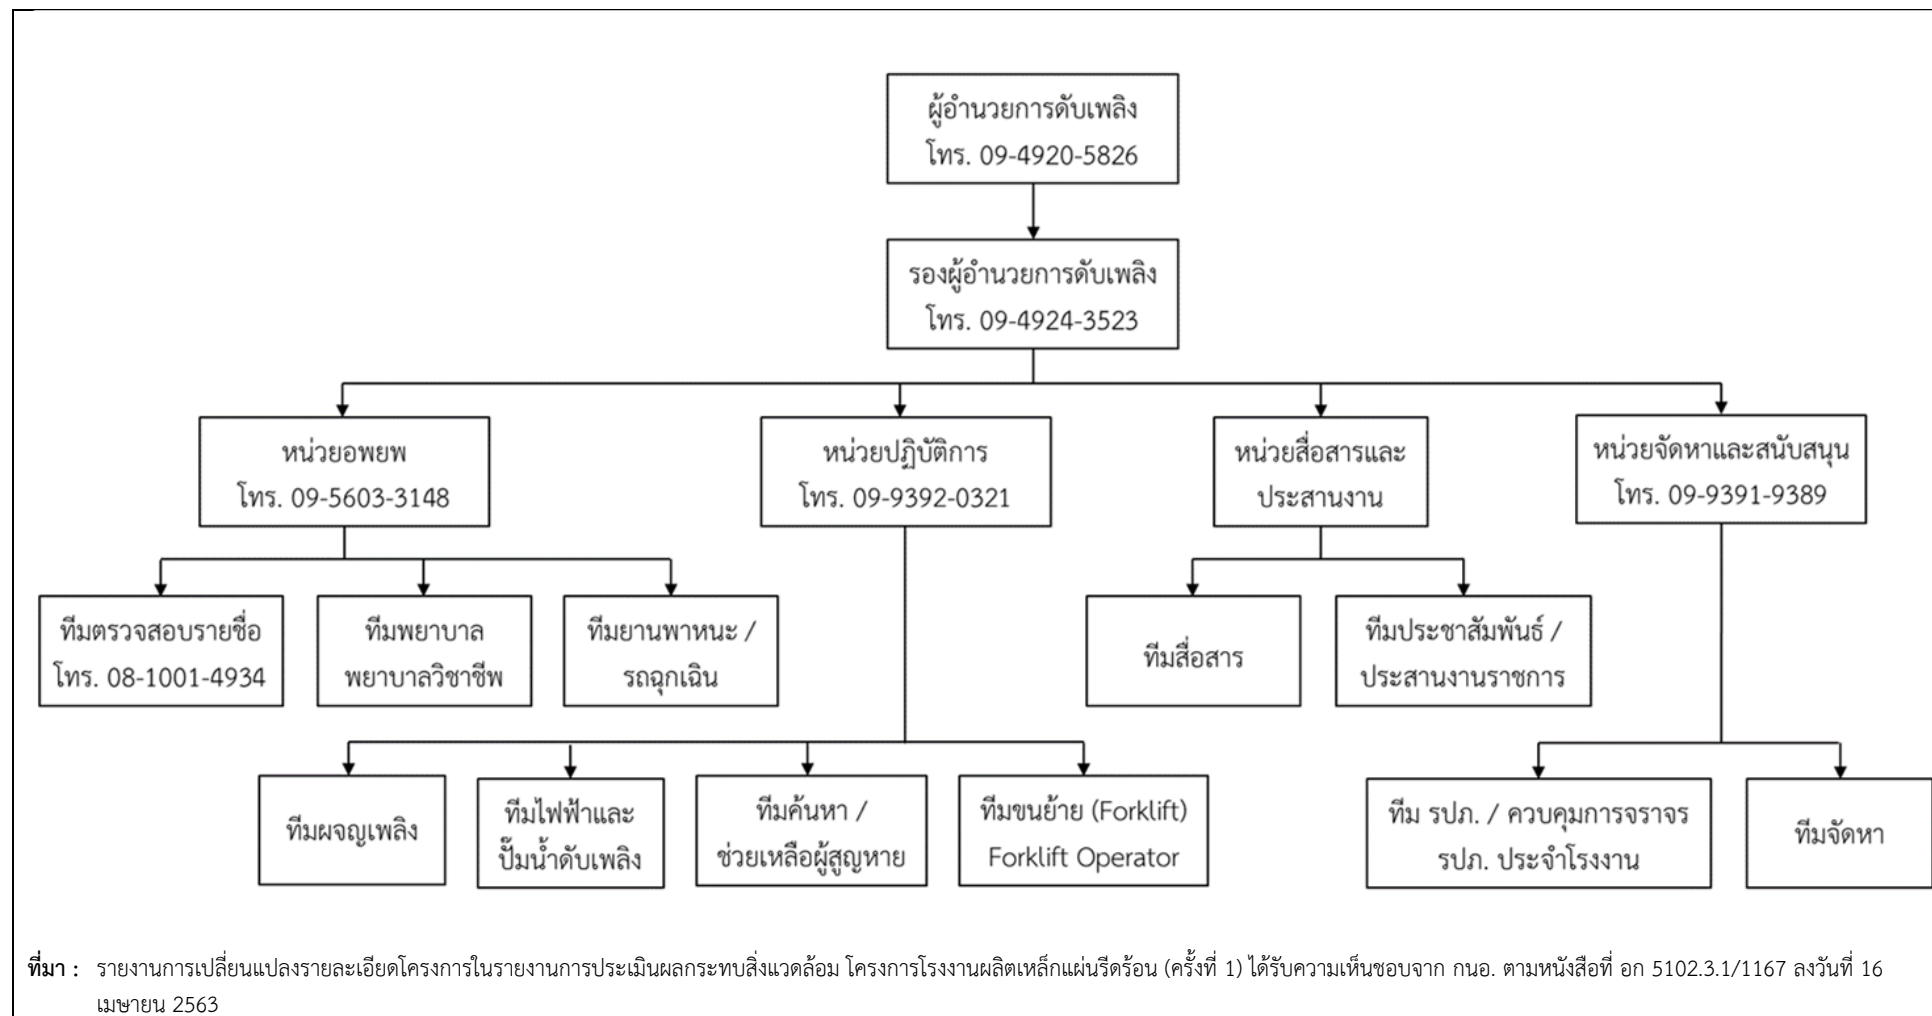 ผู้อำนวยการดับเพลิง
โทร. 09-4920-5826
รองผู้อำนวยการดับเพลิง
โทร. 09-4924-3523
หน่วยอพยพ
โทร. 09-5603-3148
หน่วยปฏิบัติการ
โทร. 09-9392-0321
หน่วยสื่อสารและ
ประสานงาน
หน่วยจัดหาและสนับสนุน
โทร. 09-9391-9389
ทีมตรวจสอบรายชื่อ
โทร. 08-1001-4934
ทีมพยาบาล
พยาบาลวิชาชีพ
ทีมยานพาหนะ /
รถฉุกเฉิน
ทีมสื่อสาร
ทีมประชาสัมพันธ์ /
ประสานงานราชการ
ทีมผจญเพลิง
ทีมไฟฟ้าและ
ปั๊มน้ำดับเพลิง
ทีมค้นหา /
ช่วยเหลือผู้สูญหาย
ทีมขนย้าย (Forklift)
Forklift Operator
ทีม รปภ. / ควบคุมการจราจร
รปภ. ประจำโรงงาน
ทีมจัดหา
ที่มา : รายงานการเปลี่ยนแปลงรายละเอียดโครงการในรายงานการประเมินผลกระทบสิ่งแวดล้อม โครงการโรงงานผลิตเหล็กแผ่นรีดร้อน (ครั้งที่ 1) ได้รับความเห็นชอบจาก กนอ. ตามหนังสือที่ อก 5102.3.1/1167 ลงวันที่ 16
เมษายน 2563